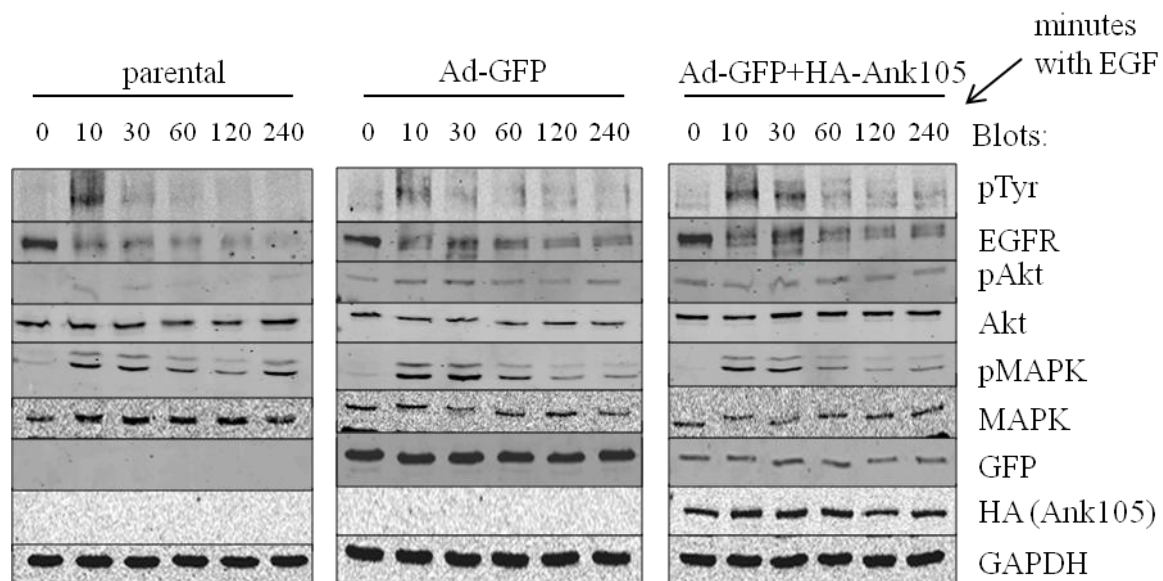 minutes
with EGF
parental
Ad-GFP
Ad-GFP+HA-Ank105
0 10 30 60 120 240
0 10 30 60 120 240
0 10 30 60 120 240
Blots:
pTyr
EGFR
pAkt
Akt
pMAPK
MAPK
GFP
HA (Ank105)
GAPDH